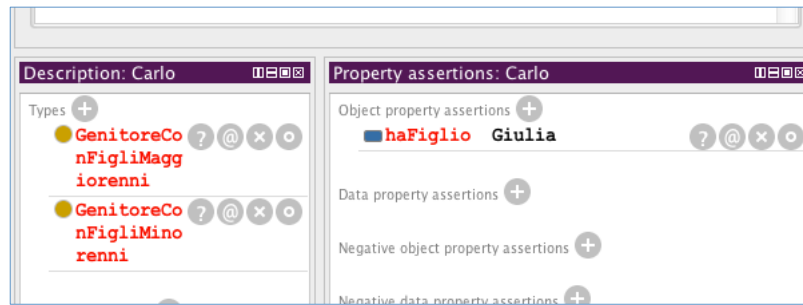 Description: Carlo
Types
GenitoreCo
nFigliMagg
iorenni
GenitoreCo
nFigliMino
renni
Property assertions: Carlo
Object property assertions
haFiglio Giulia
Data property assertions
Negative object property assertions
Negative data property assertions